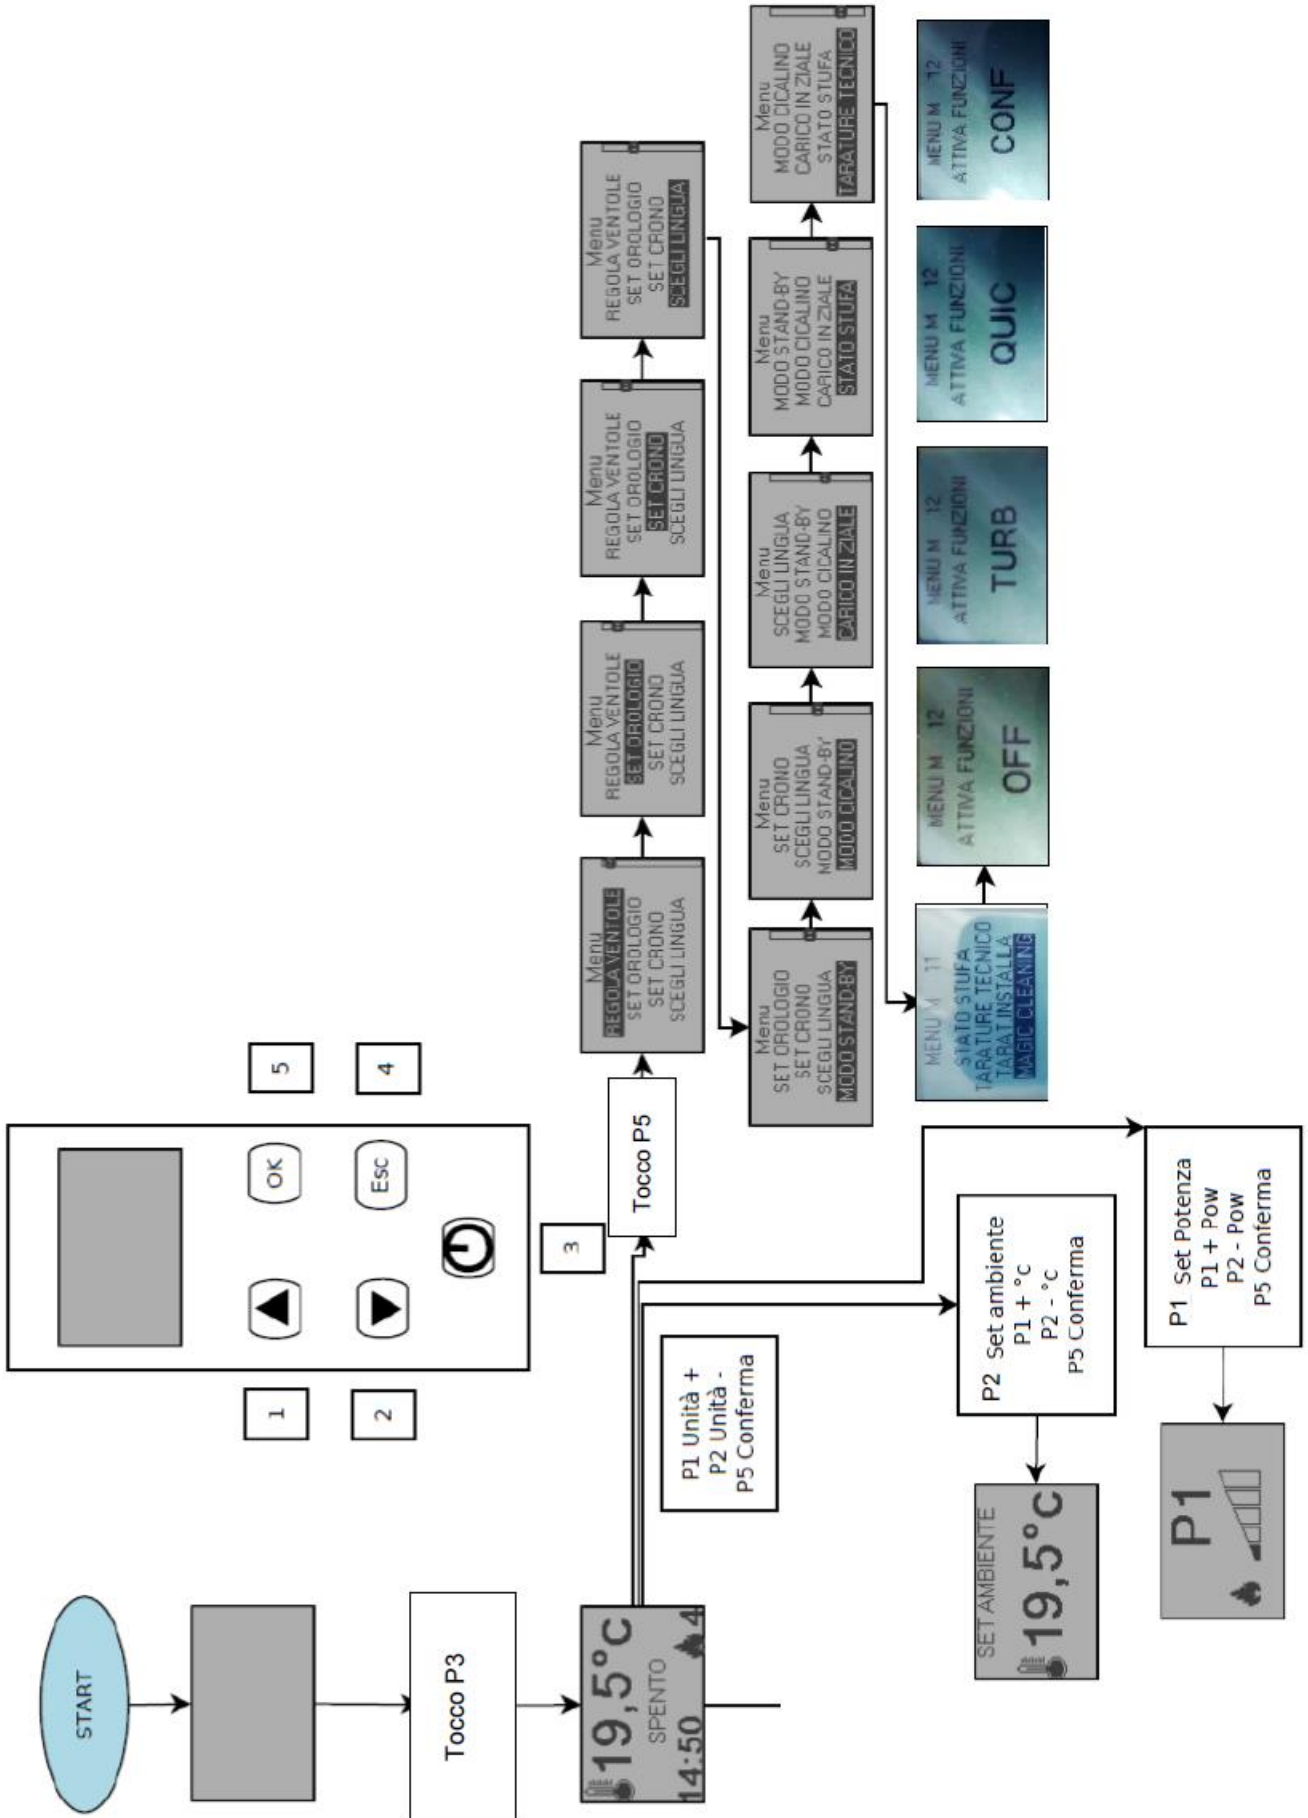 START
Tocco P3
19,5°C
SPENTO
14:50 4
1
2
OK
Esc
5
4
3
Tocco P5
P1 Unità +
P2 Unità -
P5 Conferma
Menu
REGOLA VENTOLE
SET OROLOGIO
SET CRONO
SCEGLI LINGUA
Menu
REGOLA VENTOLE
SET OROLOGIO
SET CRONO
SCEGLI LINGUA
Menu
REGOLA VENTOLE
SET OROLOGIO
SET CRONO
SCEGLI LINGUA
Menu
REGOLA VENTOLE
SET OROLOGIO
SET CRONO
SCEGLI LINGUA
Menu
SET OROLOGIO
SET CRONO
SCEGLI LINGUA
MODO STAND-BY
Menu
SET CRONO
SCEGLI LINGUA
MODO STAND-BY
MODO CICALINO
Menu
SCEGLI LINGUA
MODO STAND-BY
MODO CICALINO
CARICO INZIALE
Menu
MODO STAND-BY
MODO CICALINO
CARICO INZIALE
STATO STUFA
Menu
MODO CICALINO
CARICO INZIALE
STATO STUFA
TARATURE TECNICO
MENU M 11
STATO STUFA
TARATURE TECNICO
TARAT INSTALLA
MAGIC CLEANING
MENU M 12
ATTIVA FUNZIONI
OFF
MENU M 12
ATTIVA FUNZIONI
TURB
MENU M 12
ATTIVA FUNZIONI
QUIC
MENU M 12
ATTIVA FUNZIONI
CONF
P2 Set ambiente
P1 + °c
P2 - °c
P5 Conferma
SET AMBIENTE
19,5°C
P1 Set Potenza
P1 + Pow
P2 - Pow
P5 Conferma
P1